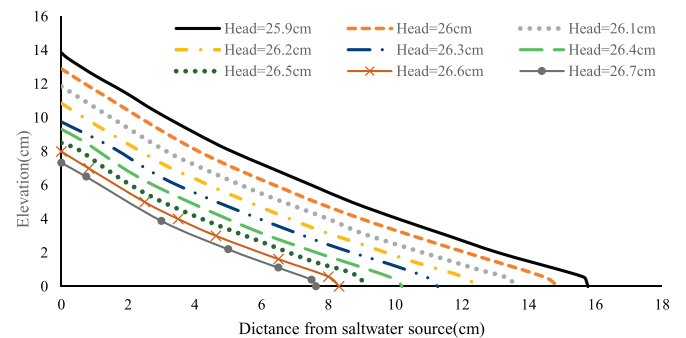 16
Head=25.9cm Head=26cm Head=26.1cm
14
Head=26.2cm Head=26.3cm Head=26.4cm
12
Head=26.5cm Head=26.6cm Head=26.7cm
10
8
6
4
2
0
Elevation(cm)
0 2 4 6 8 10 12 14 16 18
Dictance from saltwater source(cm)